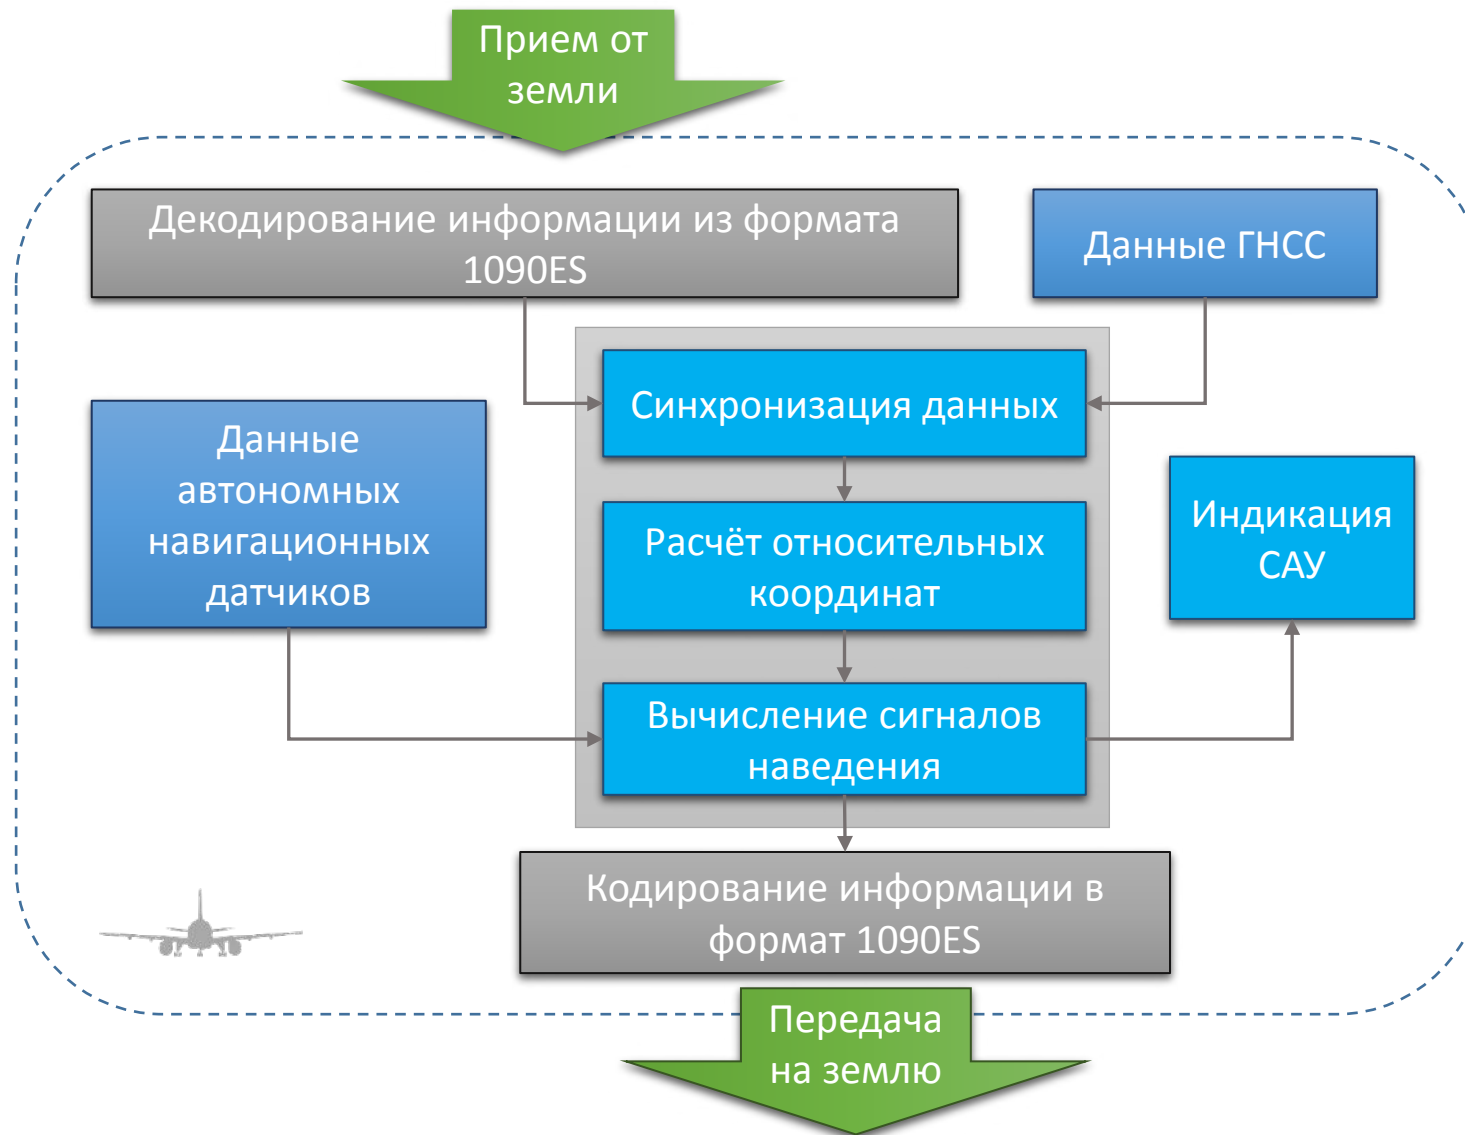 Прием от
земли
Декодирование информации из формата
1090ES
Данные ГНСС
Синхронизация данных
Данные
автономных
навигационных
датчиков
Расчёт относительных
координат
Индикация
САУ
Вычисление сигналов
наведения
Кодирование информации в
формат 1090ES
Передача
на землю